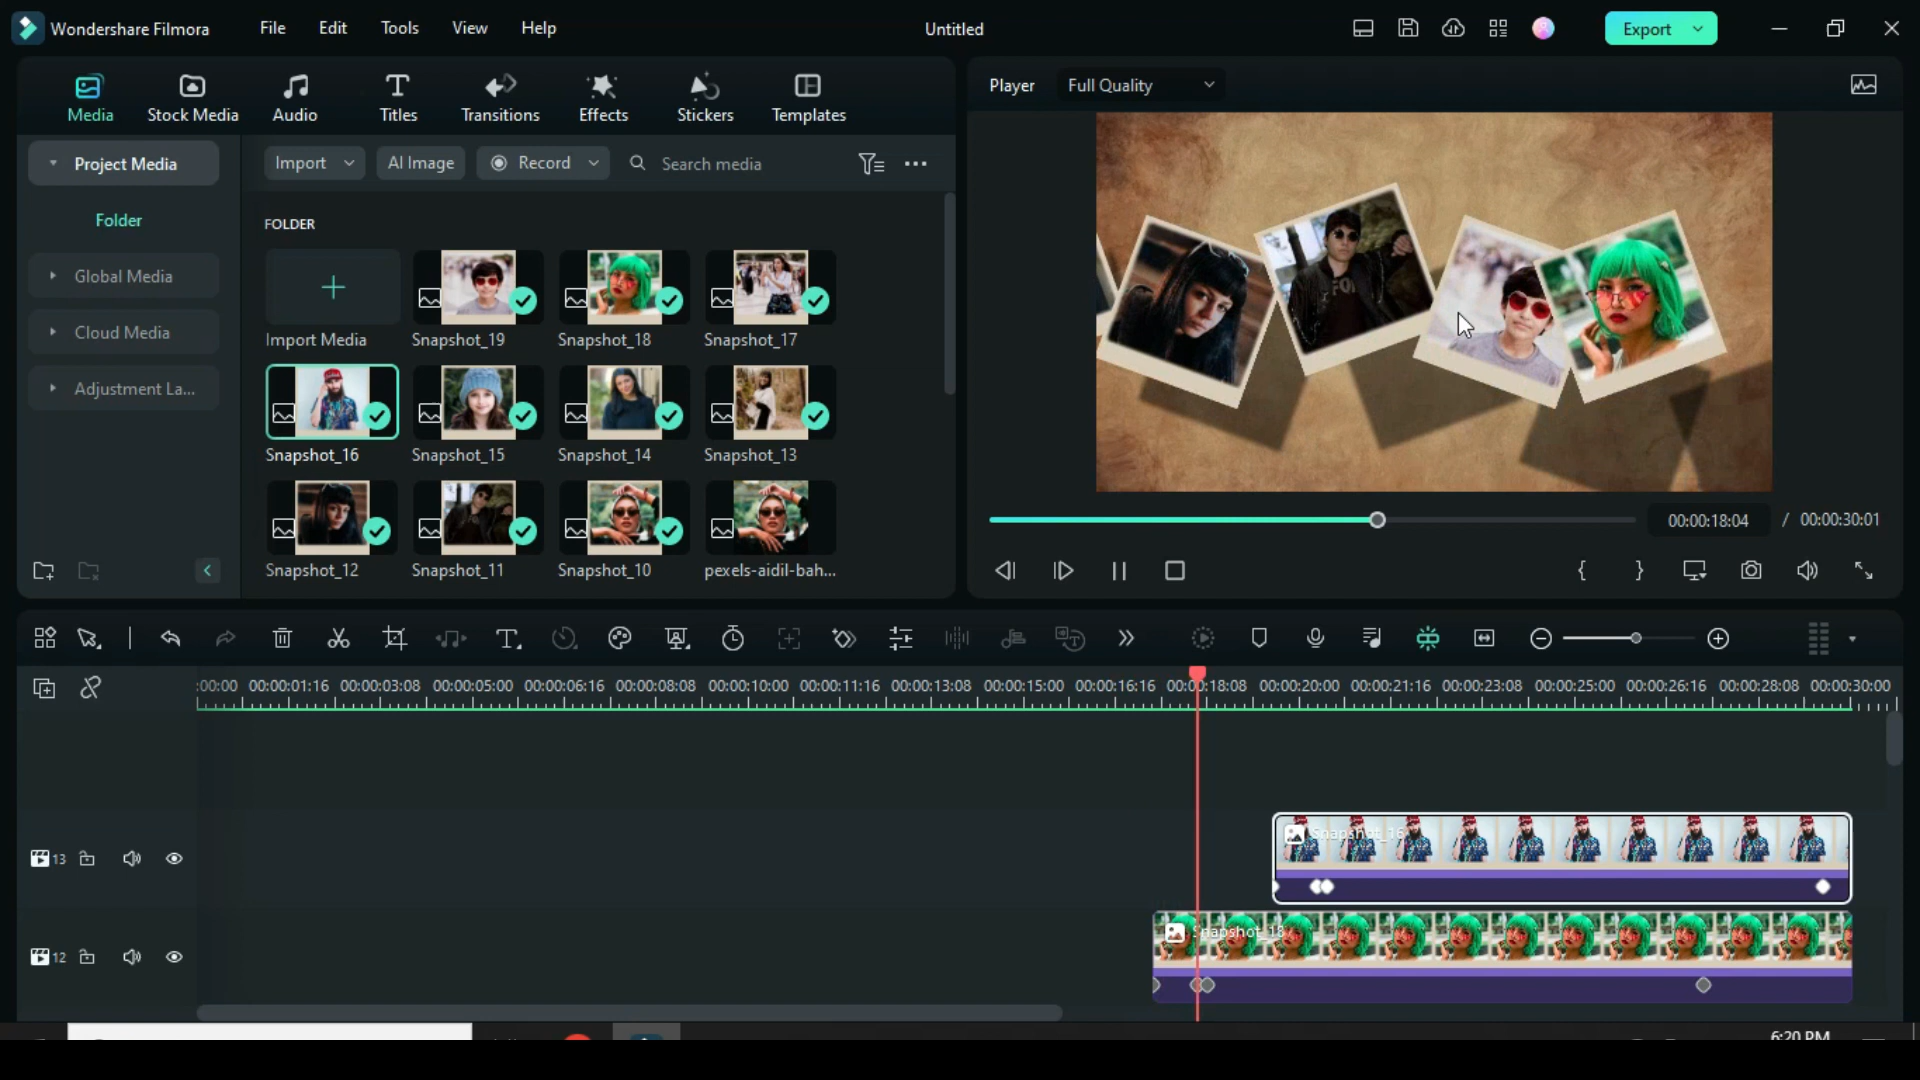 Wondershare Filmora File Edit Tools View Help Untitled Export
Media Stock Media Audio Titles Transitions Effects Stickers Templates
Player Full Quality
Project Media
Folder
Global Media
Cloud Media
Adjustment La...
Import AI Image Record Search media
FOLDER
Import Media Snapshot_19 Snapshot_18 Snapshot_17
Snapshot_16 Snapshot_15 Snapshot_14 Snapshot_13
Snapshot_12 Snapshot_11 Snapshot_10 pexels-aidil-bah...
00:00:18:04 / 00:00:30:01
{ }
:00:00 00:00:01:16 00:00:03:08 00:00:05:00 00:00:06:16 00:00:08:08 00:00:10:00 00:00:11:16 00:00:13:08 00:00:15:00 00:00:16:16 00:00:18:08 00:00:20:00 00:00:21:16 00:00:23:08 00:00:25:00 00:00:26:16 00:00:28:08 00:00:30:00
13 Snapshot_16
12 Snapshot_18
6:20 PM